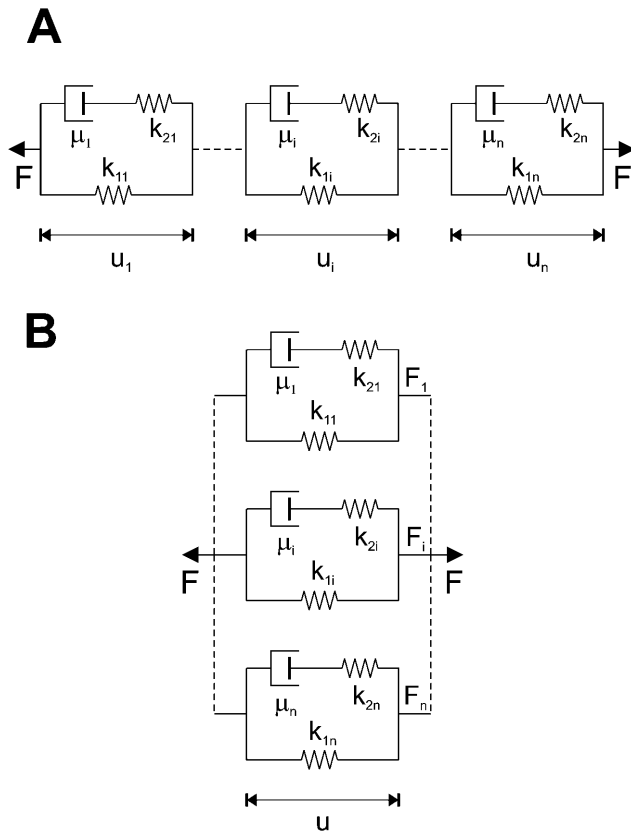 A
μ₁ k₂₁ μᵢ k₂ᵢ μₙ k₂ₙ
F k₁₁ k₁ᵢ k₁ₙ F
u₁ uᵢ uₙ
B
μ₁ k₂₁ F₁
k₁₁
μᵢ k₂ᵢ Fᵢ
F k₁ᵢ F
μₙ k₂ₙ Fₙ
k₁ₙ
u